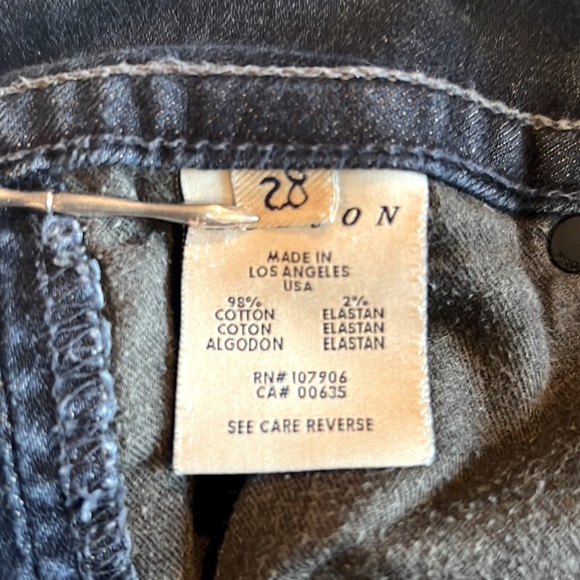 28
ON
MADE IN
LOS ANGELES
USA
98% 2%
COTTON ELASTAN
COTON ELASTAN
ALGODON ELASTAN
RN# 107906
CA# 00635
SEE CARE REVERSE